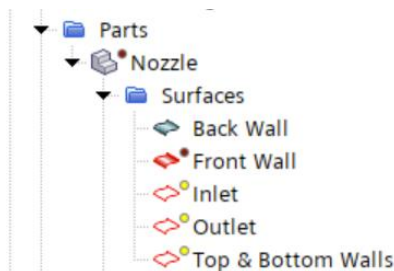 Parts
Nozzle
Surfaces
Back Wall
Front Wall
Inlet
Outlet
Top & Bottom Walls